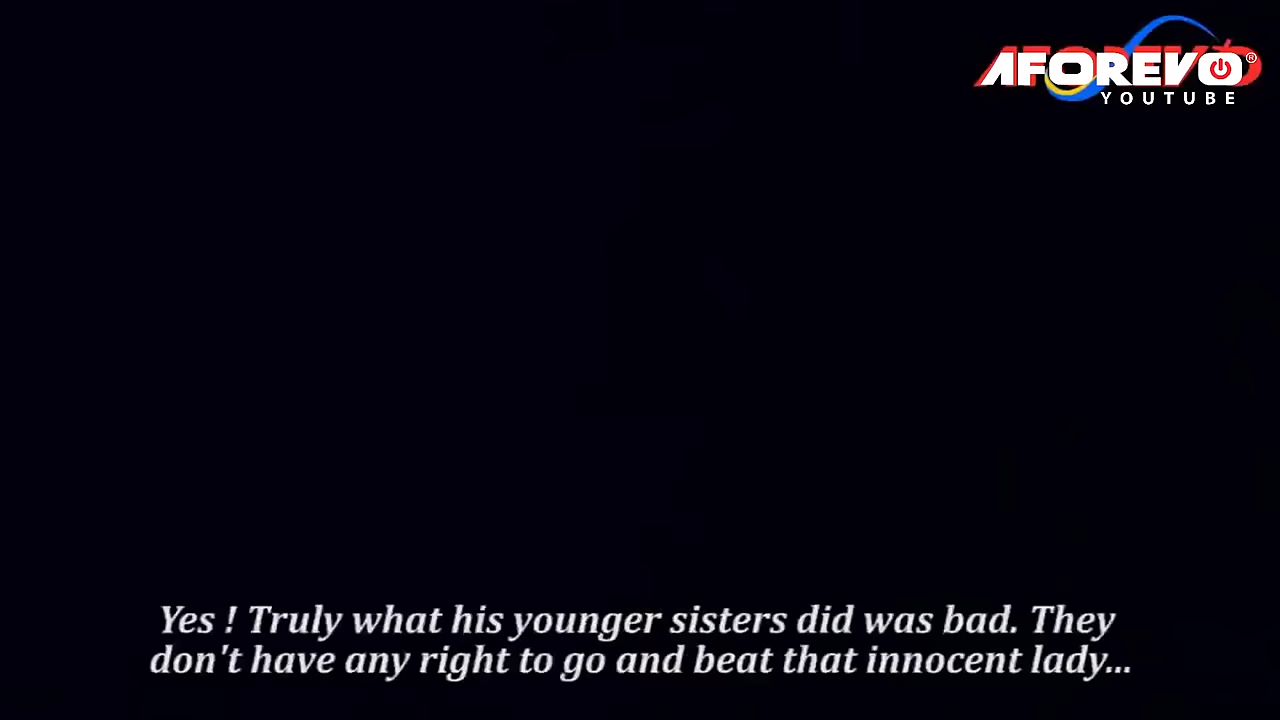 AFOREVO®
YOUTUBE
Yes ! Truly what his younger sisters did was bad. They
don't have any right to go and beat that innocent lady...